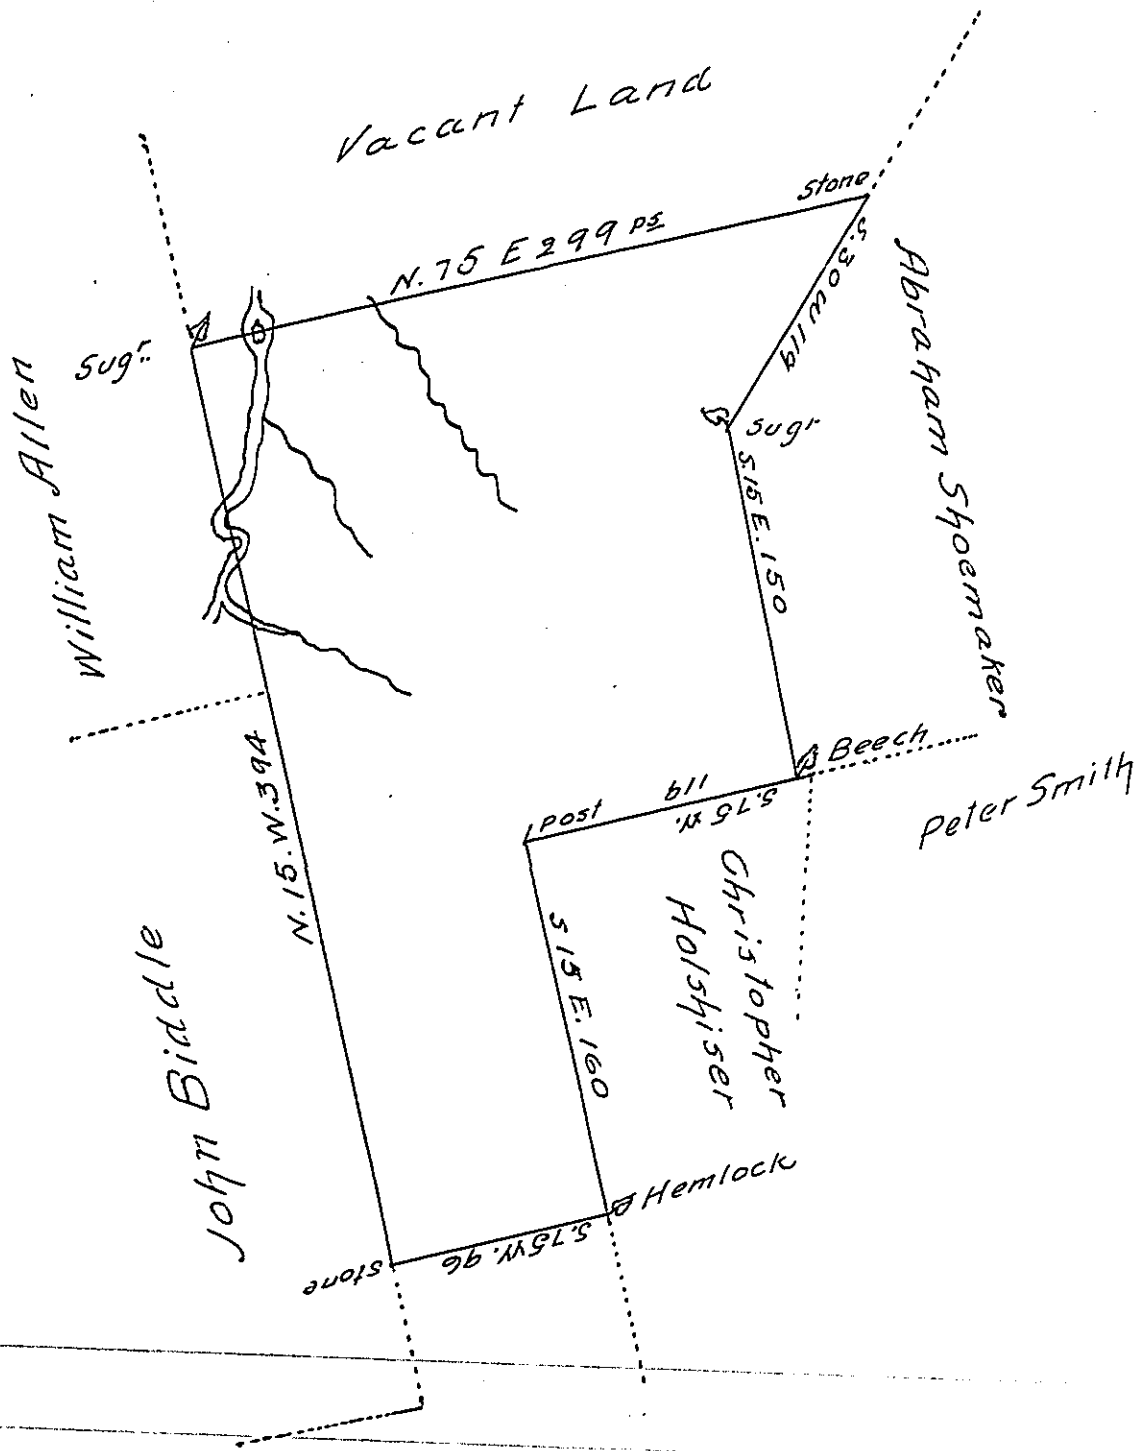 Vacant Land
Stone
N. 75 E 299 ps
S. 30 W 119
Abraham Shoemaker
Sugr.
William Allen
Sugr.
S. 15 E. 150
Beech
Peter Smith
S. 75 W. 119
Post
N. 15. W. 394
Christopher
Holshiser
S 15 E. 160
John Biddle
Hemlock
S. 75 W. 96
Stone